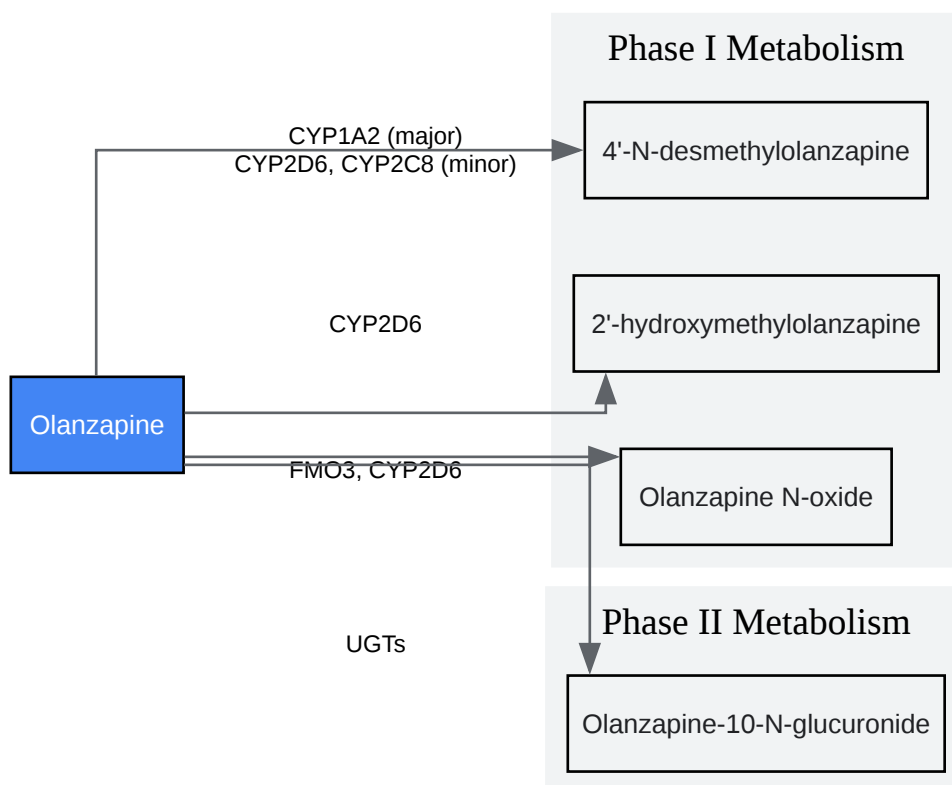 Phase I Metabolism
CYP1A2 (major)
CYP2D6, CYP2C8 (minor)
4'-N-desmethylolanzapine
CYP2D6
2'-hydroxymethylolanzapine
Olanzapine
FMO3, CYP2D6
Olanzapine N-oxide
Phase II Metabolism
UGTs
Olanzapine-10-N-glucuronide